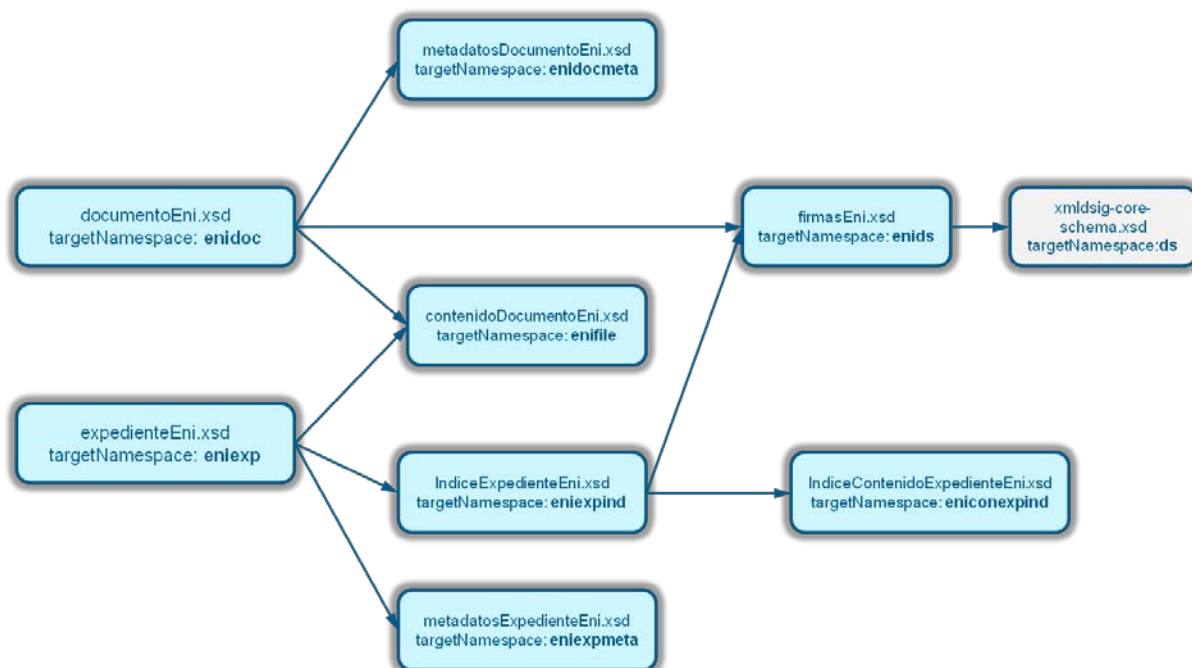 metadatosDocumentoEni.xsd
targetNamespace: enidocmeta
documentoEni.xsd
targetNamespace: enidoc
firmasEni.xsd
targetNamespace: enids
xmldsig-core-
schema.xsd
targetNamespace:ds
contenidoDocumentoEni.xsd
targetNamespace: enifile
expedienteEni.xsd
targetNamespace: eniexp
IndiceExpedienteEni.xsd
targetNamespace: eniexpind
IndiceContenidoExpedienteEni.xsd
targetNamespace: eniconexpind
metadatosExpedienteEni.xsd
targetNamespace: eniexpmeta